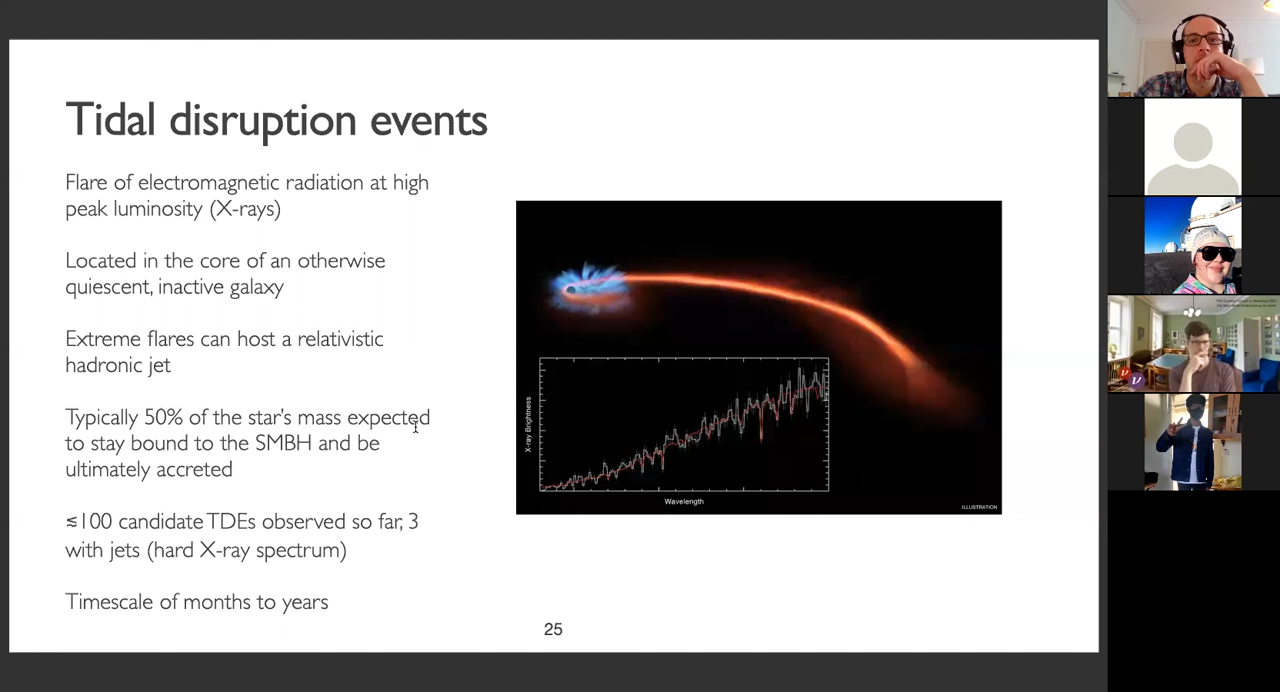 Tidal disruption events
Flare of electromagnetic radiation at high
peak luminosity (X-rays)
Located in the core of an otherwise
quiescent, inactive galaxy
Extreme flares can host a relativistic
hadronic jet
Typically 50% of the star's mass expected
to stay bound to the SMBH and be
ultimately accreted
≲100 candidate TDEs observed so far, 3
with jets (hard X-ray spectrum)
Timescale of months to years
X-ray Brightness
Wavelength
ILLUSTRATION
25